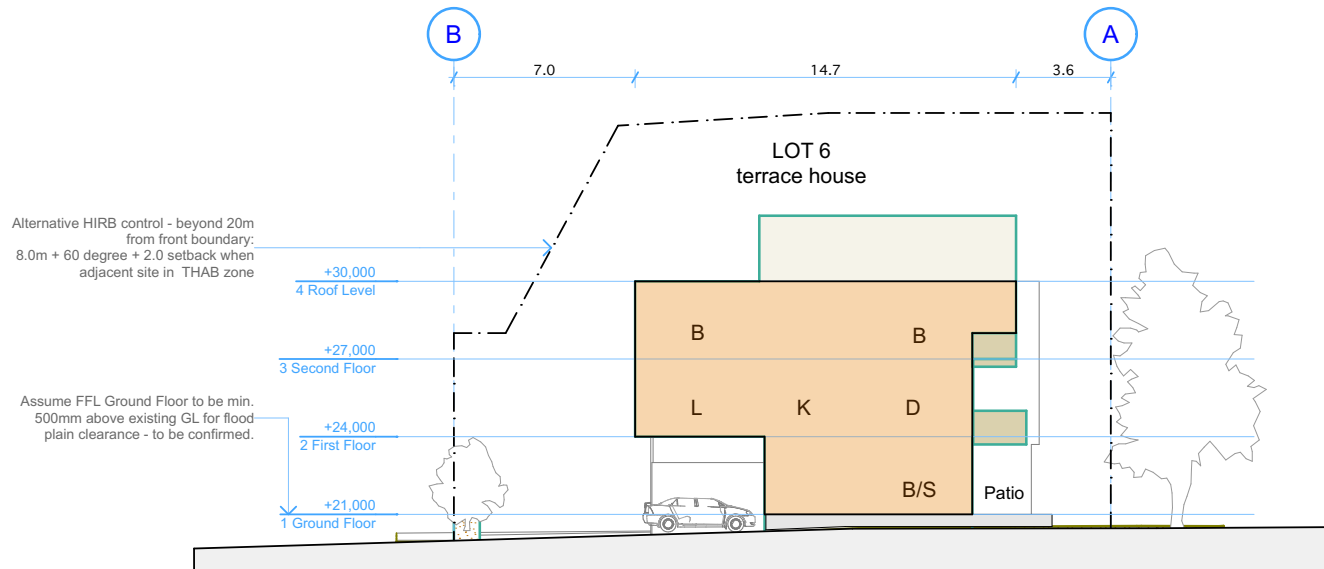 B
A
7.0
14.7
3.6
LOT 6
terrace house
Alternative HIRB control - beyond 20m
from front boundary:
8.0m + 60 degree + 2.0 setback when
adjacent site in THAB zone
+30,000
4 Roof Level
B
B
+27,000
3 Second Floor
Assume FFL Ground Floor to be min.
500mm above existing GL for flood
plain clearance - to be confirmed.
L
K
D
+24,000
2 First Floor
B/S
Patio
+21,000
1 Ground Floor